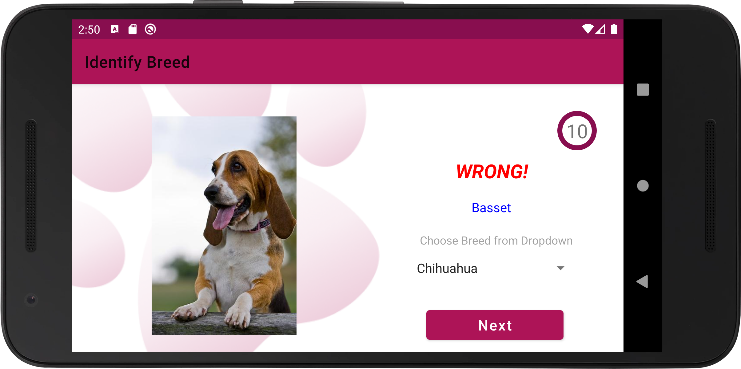 2:50
Identify Breed
10
WRONG!
Basset
Choose Breed from Dropdown
Chihuahua
Next